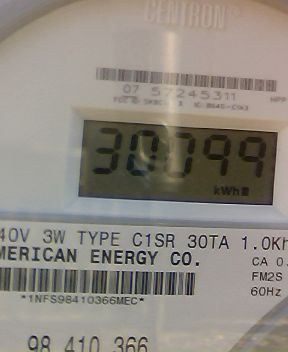 CENTRON
07 57245311
30099
kWh
40V 3W TYPE C1SR 30TA 1.0Kh
MERICAN ENERGY CO.
CA 0.
FM2S
60Hz
*1NFS98410366MEC*
98 410 366